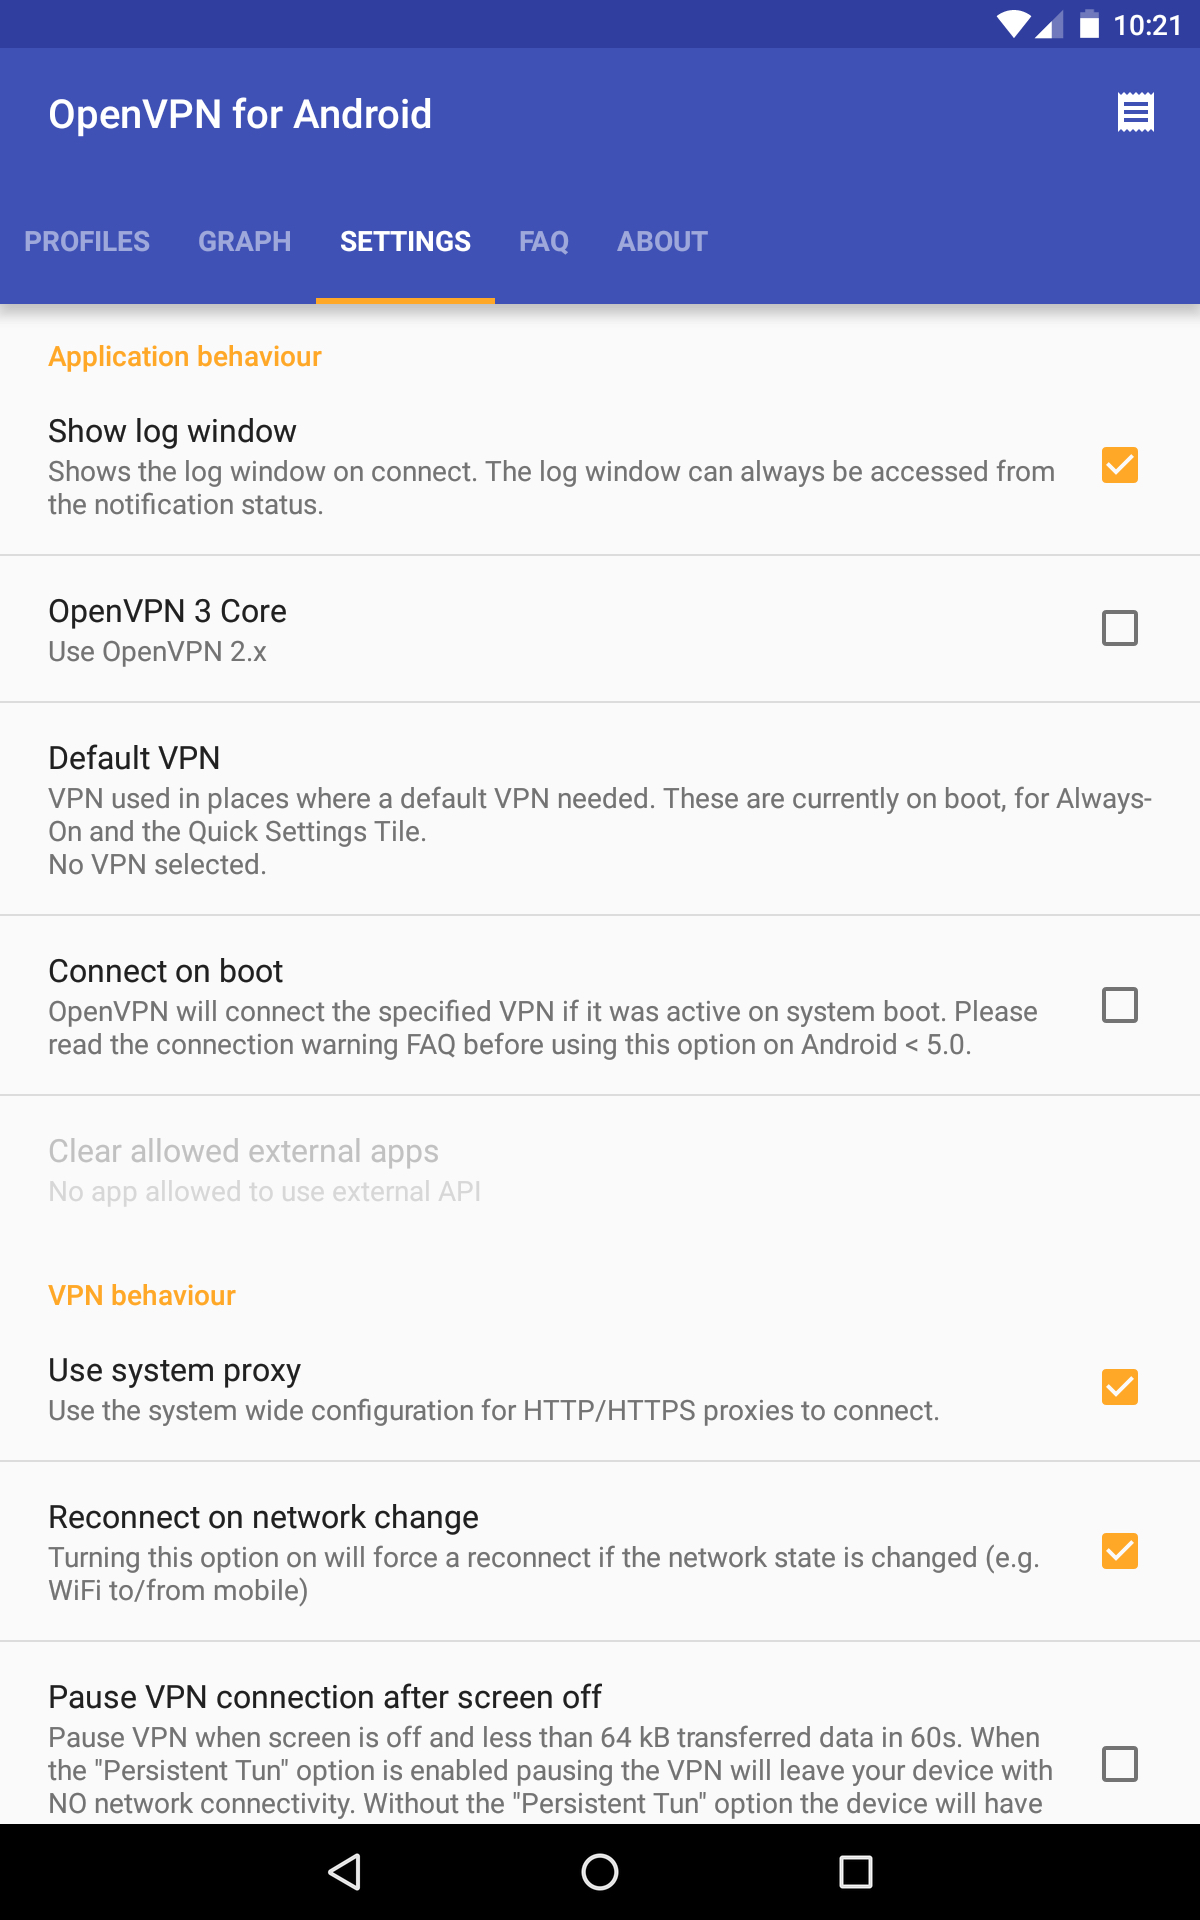 10:21
OpenVPN for Android
PROFILES GRAPH SETTINGS FAQ ABOUT
Application behaviour
Show log window
Shows the log window on connect. The log window can always be accessed from
the notification status.
OpenVPN 3 Core
Use OpenVPN 2.x
Default VPN
VPN used in places where a default VPN needed. These are currently on boot, for Always-
On and the Quick Settings Tile.
No VPN selected.
Connect on boot
OpenVPN will connect the specified VPN if it was active on system boot. Please
read the connection warning FAQ before using this option on Android < 5.0.
Clear allowed external apps
No app allowed to use external API
VPN behaviour
Use system proxy
Use the system wide configuration for HTTP/HTTPS proxies to connect.
Reconnect on network change
Turning this option on will force a reconnect if the network state is changed (e.g.
WiFi to/from mobile)
Pause VPN connection after screen off
Pause VPN when screen is off and less than 64 kB transferred data in 60s. When
the "Persistent Tun" option is enabled pausing the VPN will leave your device with
NO network connectivity. Without the "Persistent Tun" option the device will have